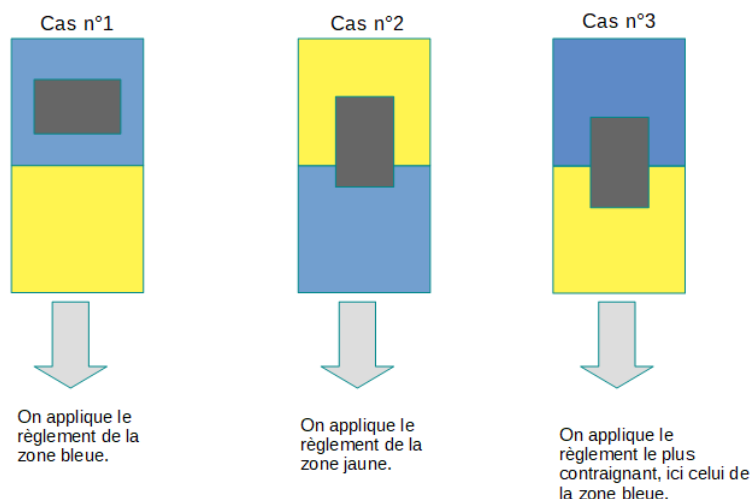 Cas n°1
Cas n°2
Cas n°3
On applique le
règlement de la
zone bleue.
On applique le
règlement de la
zone jaune.
On applique le
règlement le plus
contraignant, ici celui de
la zone bleue.